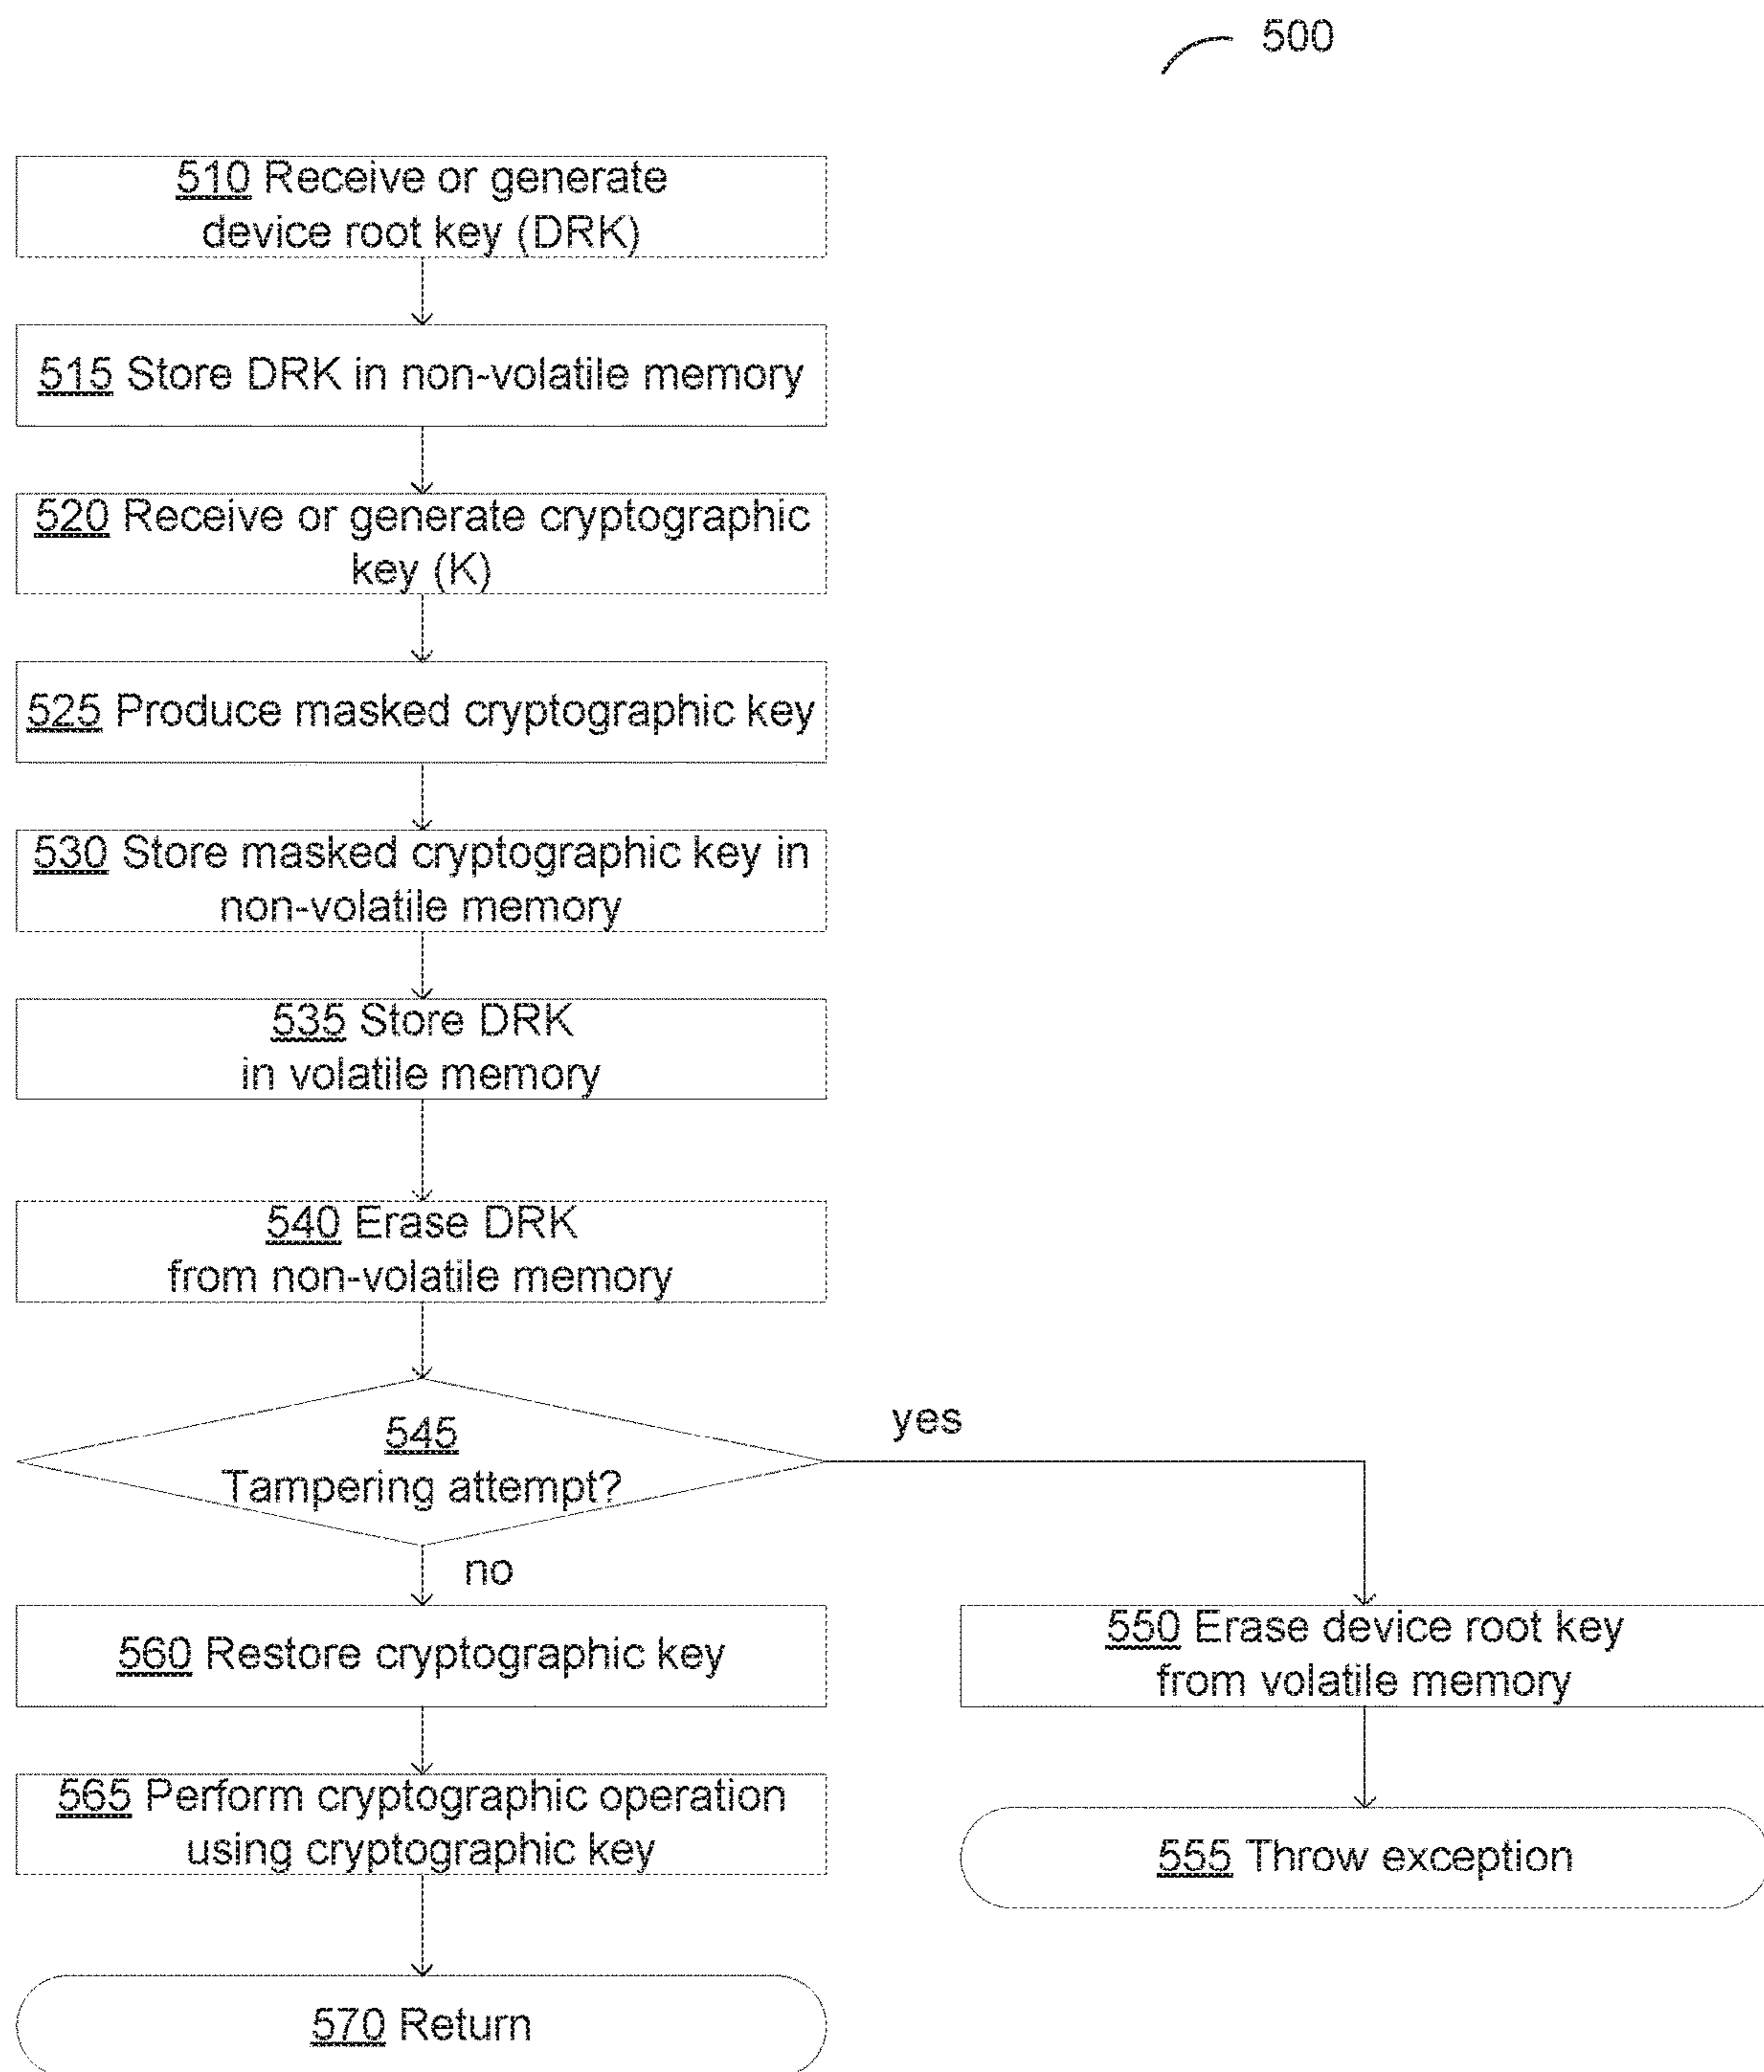 500
510 Receive or generate
device root key (DRK)
515 Store DRK in non-volatile memory
520 Receive or generate cryptographic
key (K)
525 Produce masked cryptographic key
530 Store masked cryptographic key in
non-volatile memory
535 Store DRK
in volatile memory
540 Erase DRK
from non-volatile memory
545
Tampering attempt?
yes
no
560 Restore cryptographic key
550 Erase device root key
from volatile memory
565 Perform cryptographic operation
using cryptographic key
555 Throw exception
570 Return